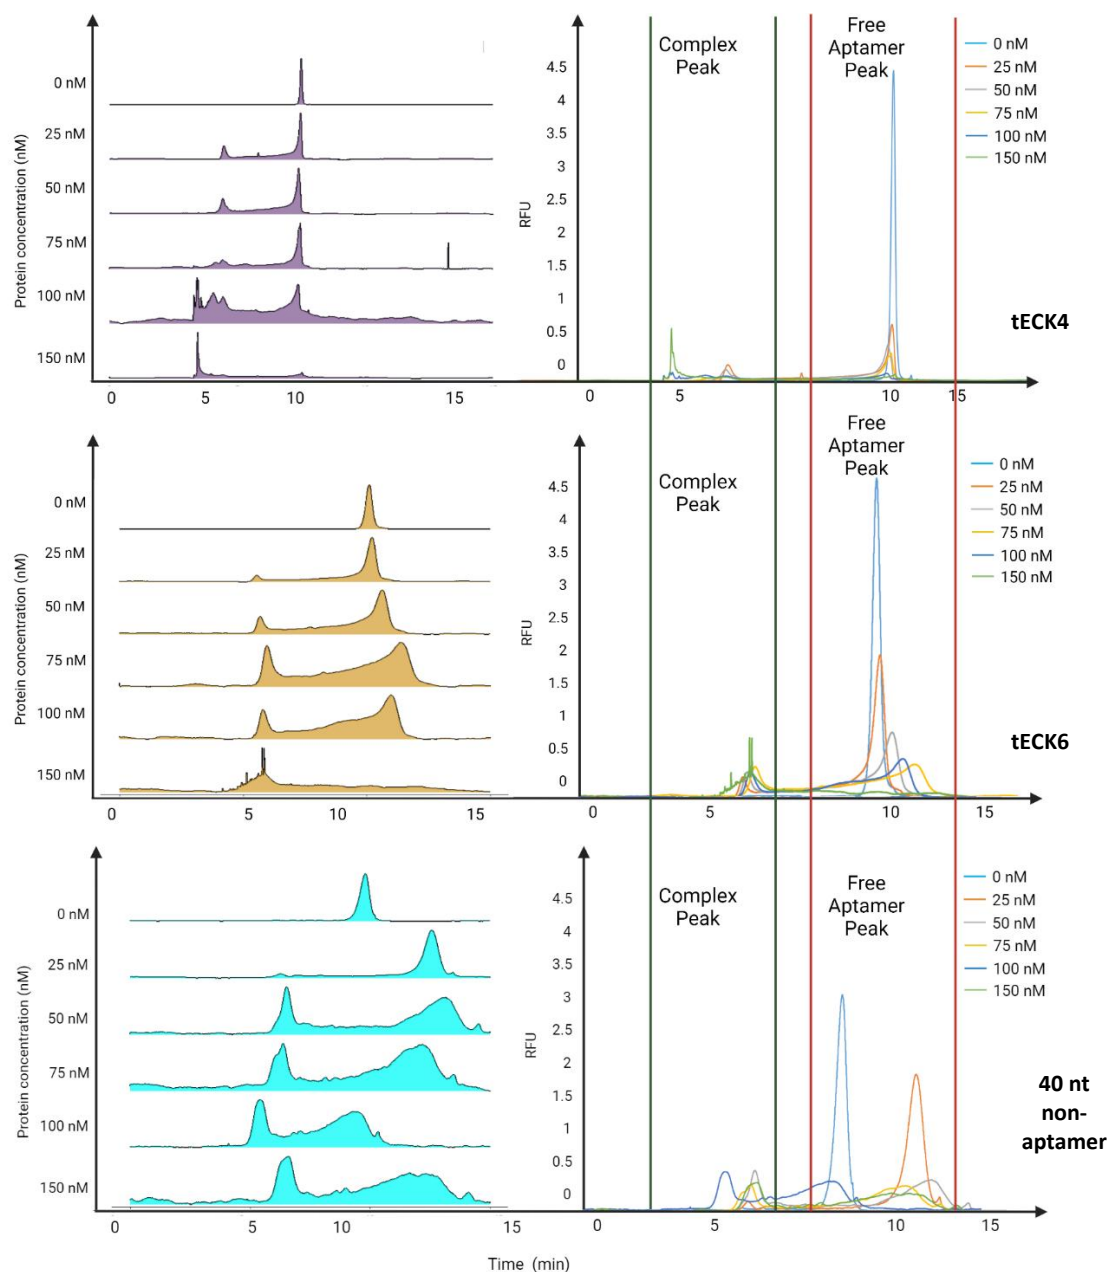 Protein concentration (nM)
0 nM
25 nM
50 nM
75 nM
100 nM
150 nM
0 5 10 15
RFU
4.5
4
3.5
3
2.5
2
1.5
1
0.5
0
0 5 10 15
Complex
Peak
Free
Aptamer
Peak
0 nM
25 nM
50 nM
75 nM
100 nM
150 nM
tECK4
Protein concentration (nM)
0 nM
25 nM
50 nM
75 nM
100 nM
150 nM
0 5 10 15
RFU
4.5
4
3.5
3
2.5
2
1.5
1
0.5
0
0 5 10 15
Complex
Peak
Free
Aptamer
Peak
0 nM
25 nM
50 nM
75 nM
100 nM
150 nM
tECK6
Protein concentration (nM)
0 nM
25 nM
50 nM
75 nM
100 nM
150 nM
0 5 10 15
RFU
4.5
4
3.5
3
2.5
2
1.5
1
0.5
0
0 5 10 15
Complex
Peak
Free
Aptamer
Peak
0 nM
25 nM
50 nM
75 nM
100 nM
150 nM
40 nt
non-
aptamer
Time (min)